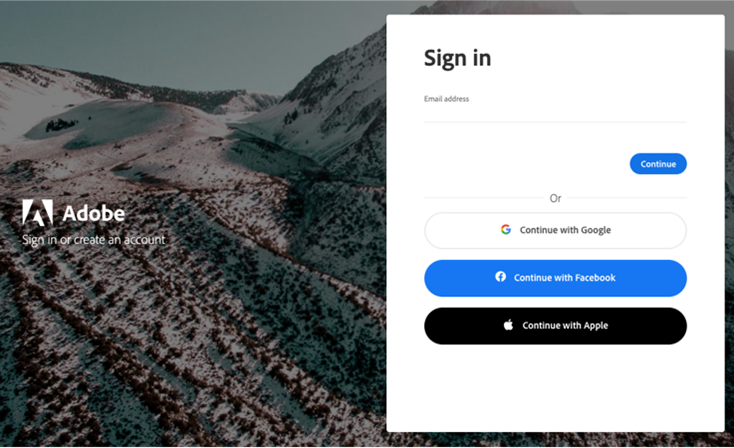 Adobe
Sign in or create an account
Sign in
Email address
Continue
Or
Continue with Google
Continue with Facebook
Continue with Apple